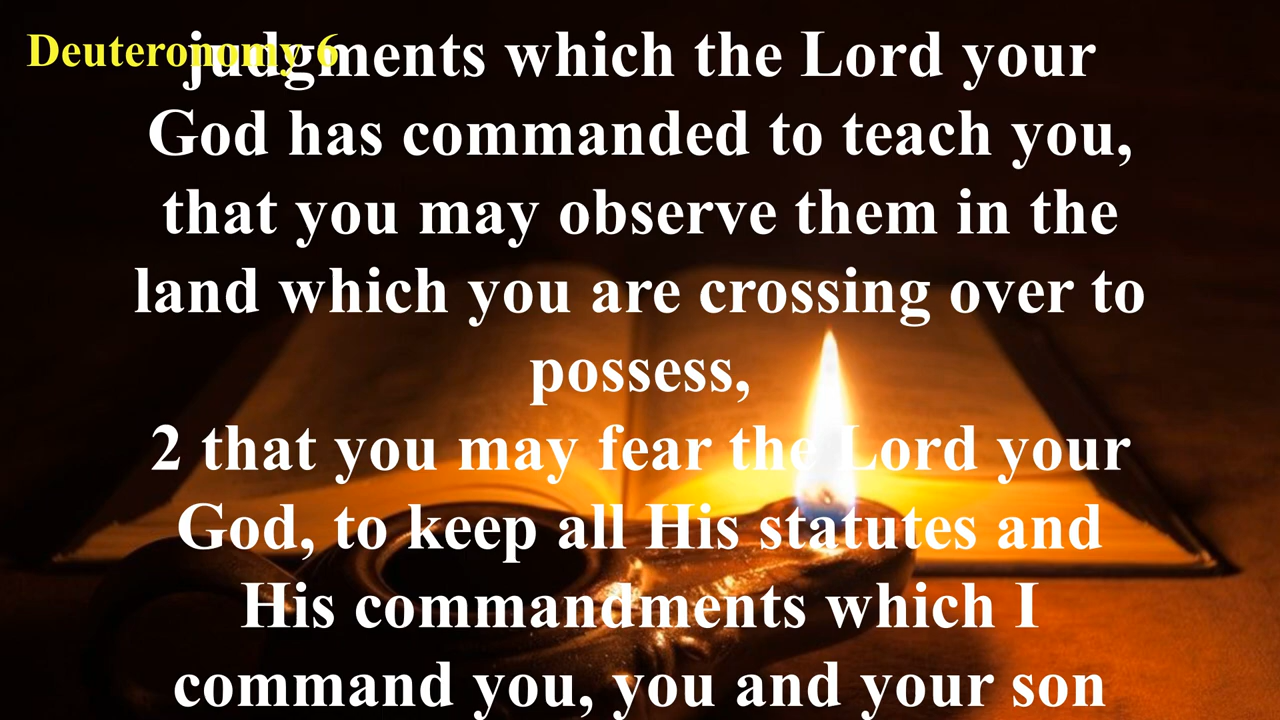 Deuteronomy 6
judgments which the Lord your
God has commanded to teach you,
that you may observe them in the
land which you are crossing over to
possess,
2 that you may fear the Lord your
God, to keep all His statutes and
His commandments which I
command you, you and your son